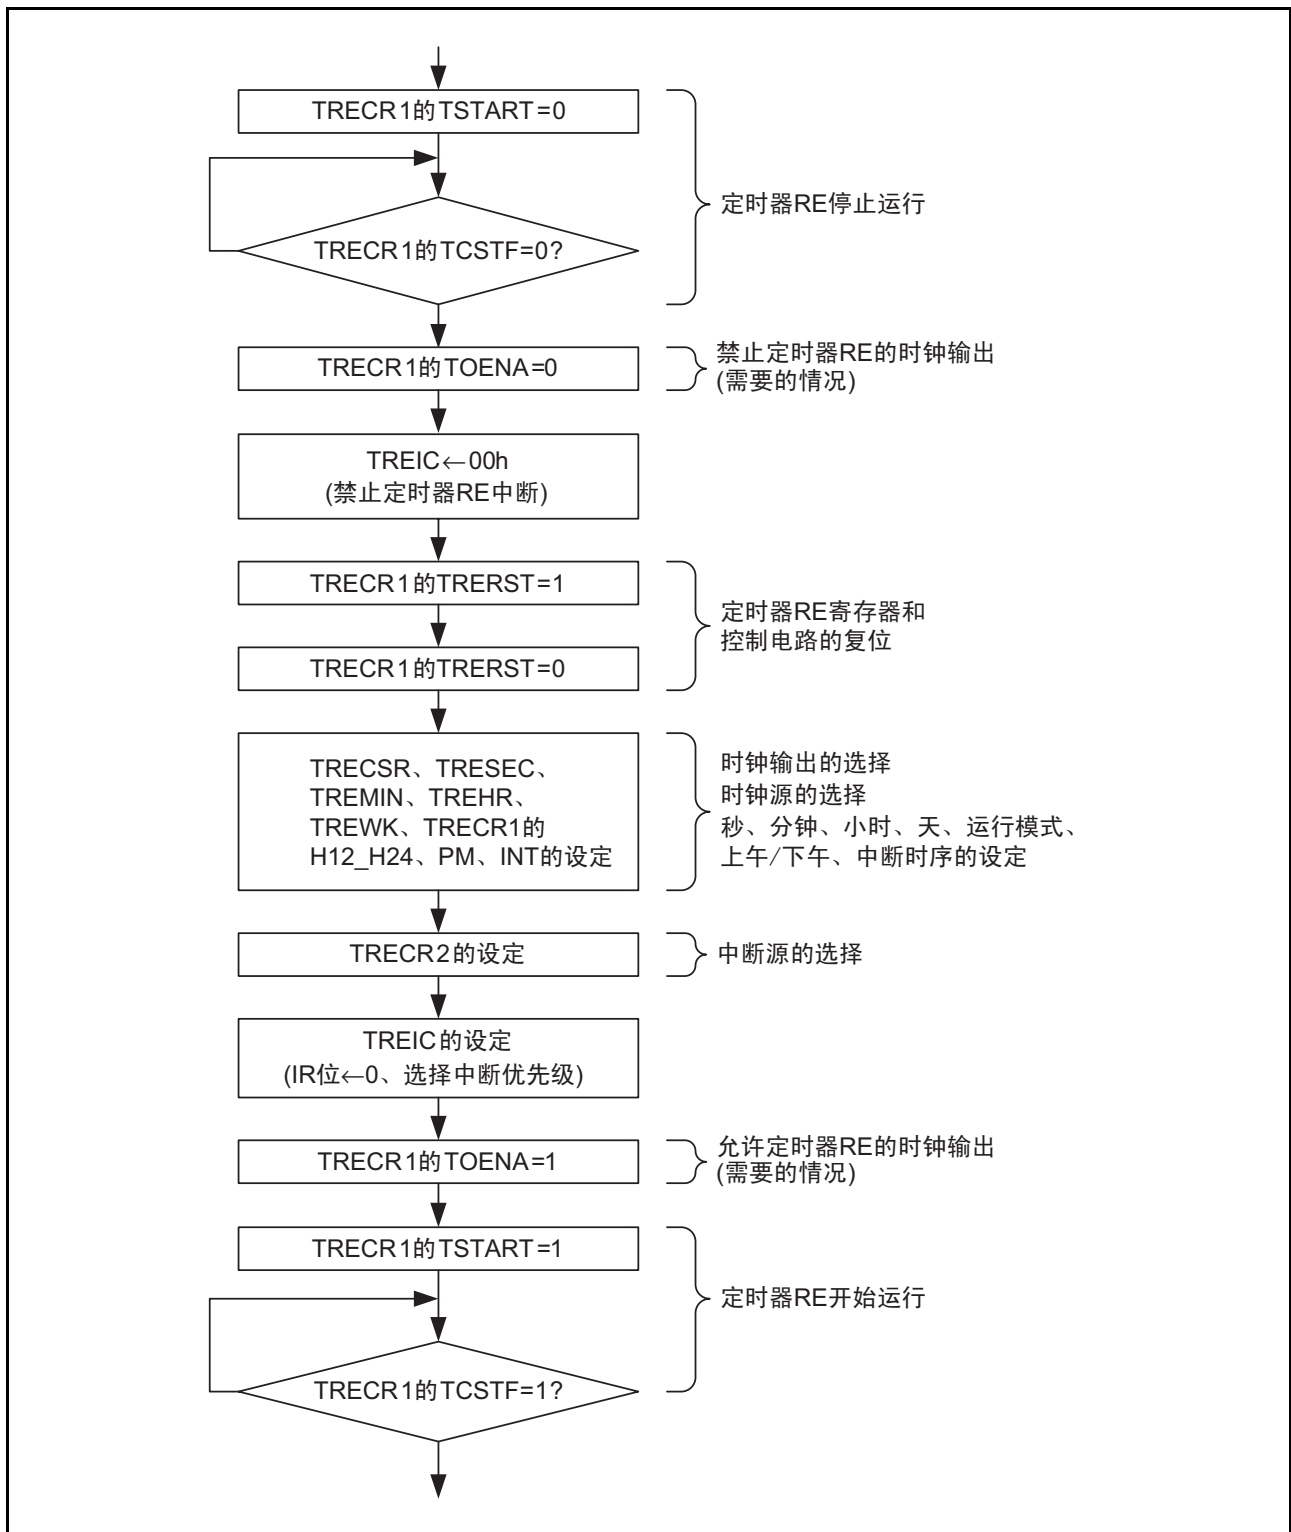 TRECR1的TSTART=0
定时器RE停止运行
TRECR1的TCSTF=0?
TRECR1的TOENA=0
禁止定时器RE的时钟输出
(需要的情况)
TREIC←00h
(禁止定时器RE中断)
TRECR1的TRERST=1
定时器RE寄存器和
控制电路的复位
TRECR1的TRERST=0
TRECSR、TRESEC、
TREMIN、TREHR、
TREWK、TRECR1的
H12_H24、PM、INT的设定
时钟输出的选择
时钟源的选择
秒、分钟、小时、天、运行模式、
上午/下午、中断时序的设定
TRECR2的设定
中断源的选择
TREIC的设定
(IR位←0、选择中断优先级)
TRECR1的TOENA=1
允许定时器RE的时钟输出
(需要的情况)
TRECR1的TSTART=1
定时器RE开始运行
TRECR1的TCSTF=1?